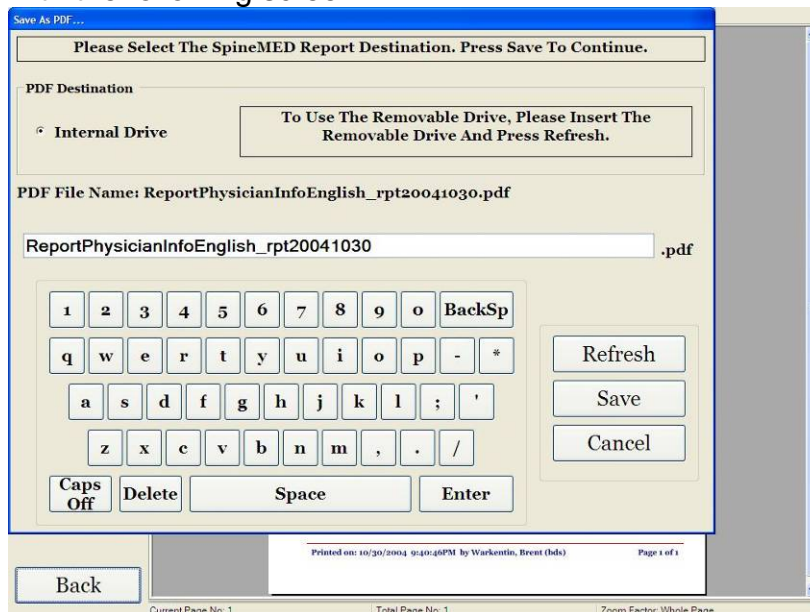 Save As PDF...
Please Select The SpineMED Report Destination. Press Save To Continue.
PDF Destination
Internal Drive
To Use The Removable Drive, Please Insert The
Removable Drive And Press Refresh.
PDF File Name: ReportPhysicianInfoEnglish_rpt20041030.pdf
ReportPhysicianInfoEnglish_rpt20041030 .pdf
1 2 3 4 5 6 7 8 9 0 BackSp
q w e r t y u i o p - *
Refresh
a s d f g h j k l ; '
Save
z x c v b n m , . /
Cancel
Caps
Off Delete Space Enter
Printed on: 10/30/2004 9:40:46PM by Warkentin, Brent (bds) Page 1 of 1
Back
Current Page No: 1 Total Page No: 1 Zoom Factor: Whole Page